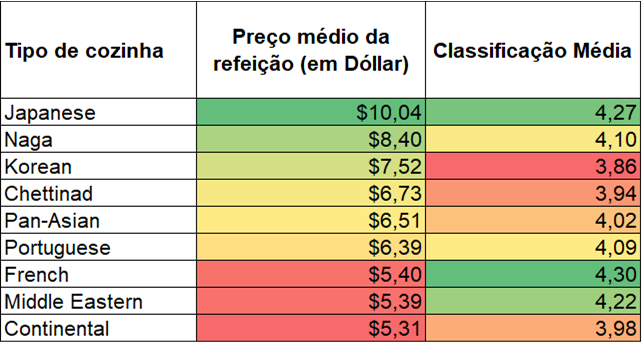 Tipo de cozinha Preço médio da refeição (em Dóllar) Classificação Média
Japanese $10,04 4,27
Naga $8,40 4,10
Korean $7,52 3,86
Chettinad $6,73 3,94
Pan-Asian $6,51 4,02
Portuguese $6,39 4,09
French $5,40 4,30
Middle Eastern $5,39 4,22
Continental $5,31 3,98